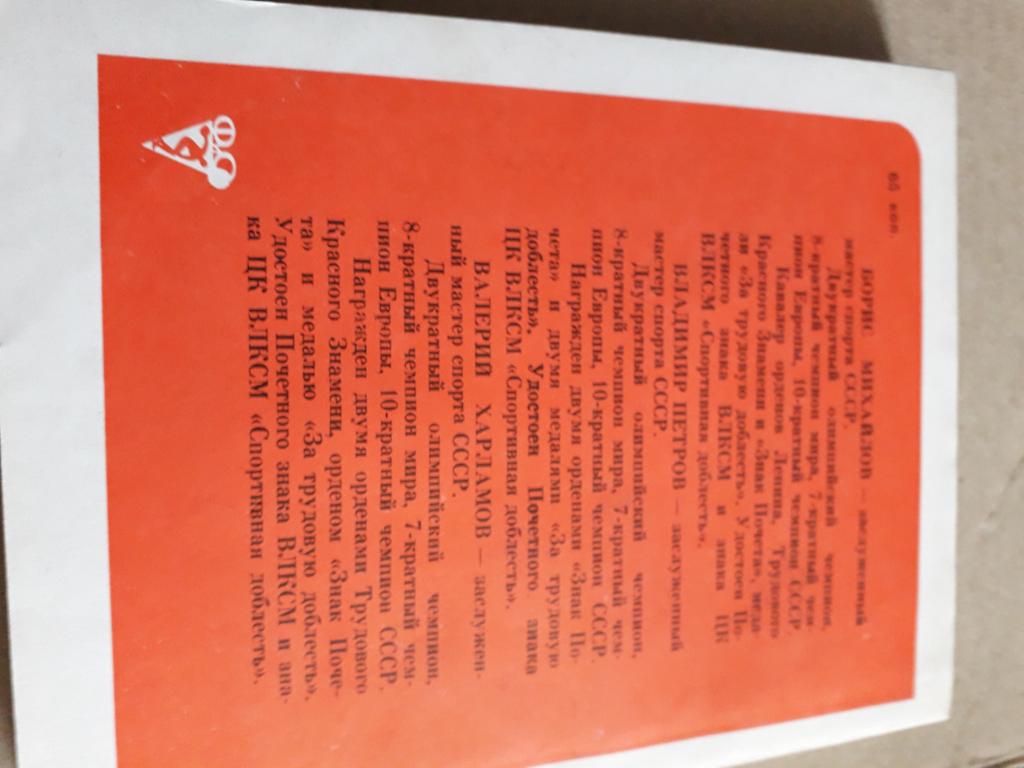 65 коп.
БОРИС МИХАЙЛОВ — заслуженный
мастер спорта СССР.
Двукратный олимпийский чемпион,
8-кратный чемпион мира, 7-кратный чем-
пион Европы, 10-кратный чемпион СССР.
Кавалер орденов Ленина, Трудового
Красного Знамени и «Знак Почета», меда-
ли «За трудовую доблесть». Удостоен По-
четного знака ВЛКСМ и знака ЦК
ВЛКСМ «Спортивная доблесть».
ВЛАДИМИР ПЕТРОВ — заслуженный
мастер спорта СССР.
Двукратный олимпийский чемпион,
8-кратный чемпион мира, 7-кратный чем-
пион Европы, 10-кратный чемпион СССР.
Награжден двумя орденами «Знак По-
чета» и двумя медалями «За трудовую
доблесть». Удостоен Почетного знака
ЦК ВЛКСМ «Спортивная доблесть».
ВАЛЕРИЙ ХАРЛАМОВ — заслужен-
ный мастер спорта СССР.
Двукратный олимпийский чемпион,
8-кратный чемпион мира, 7-кратный чем-
пион Европы, 10-кратный чемпион СССР.
Награжден двумя орденами Трудового
Красного Знамени, орденом «Знак Поче-
та» и медалью «За трудовую доблесть».
Удостоен Почетного знака ВЛКСМ и зна-
ка ЦК ВЛКСМ «Спортивная доблесть».
ФиС